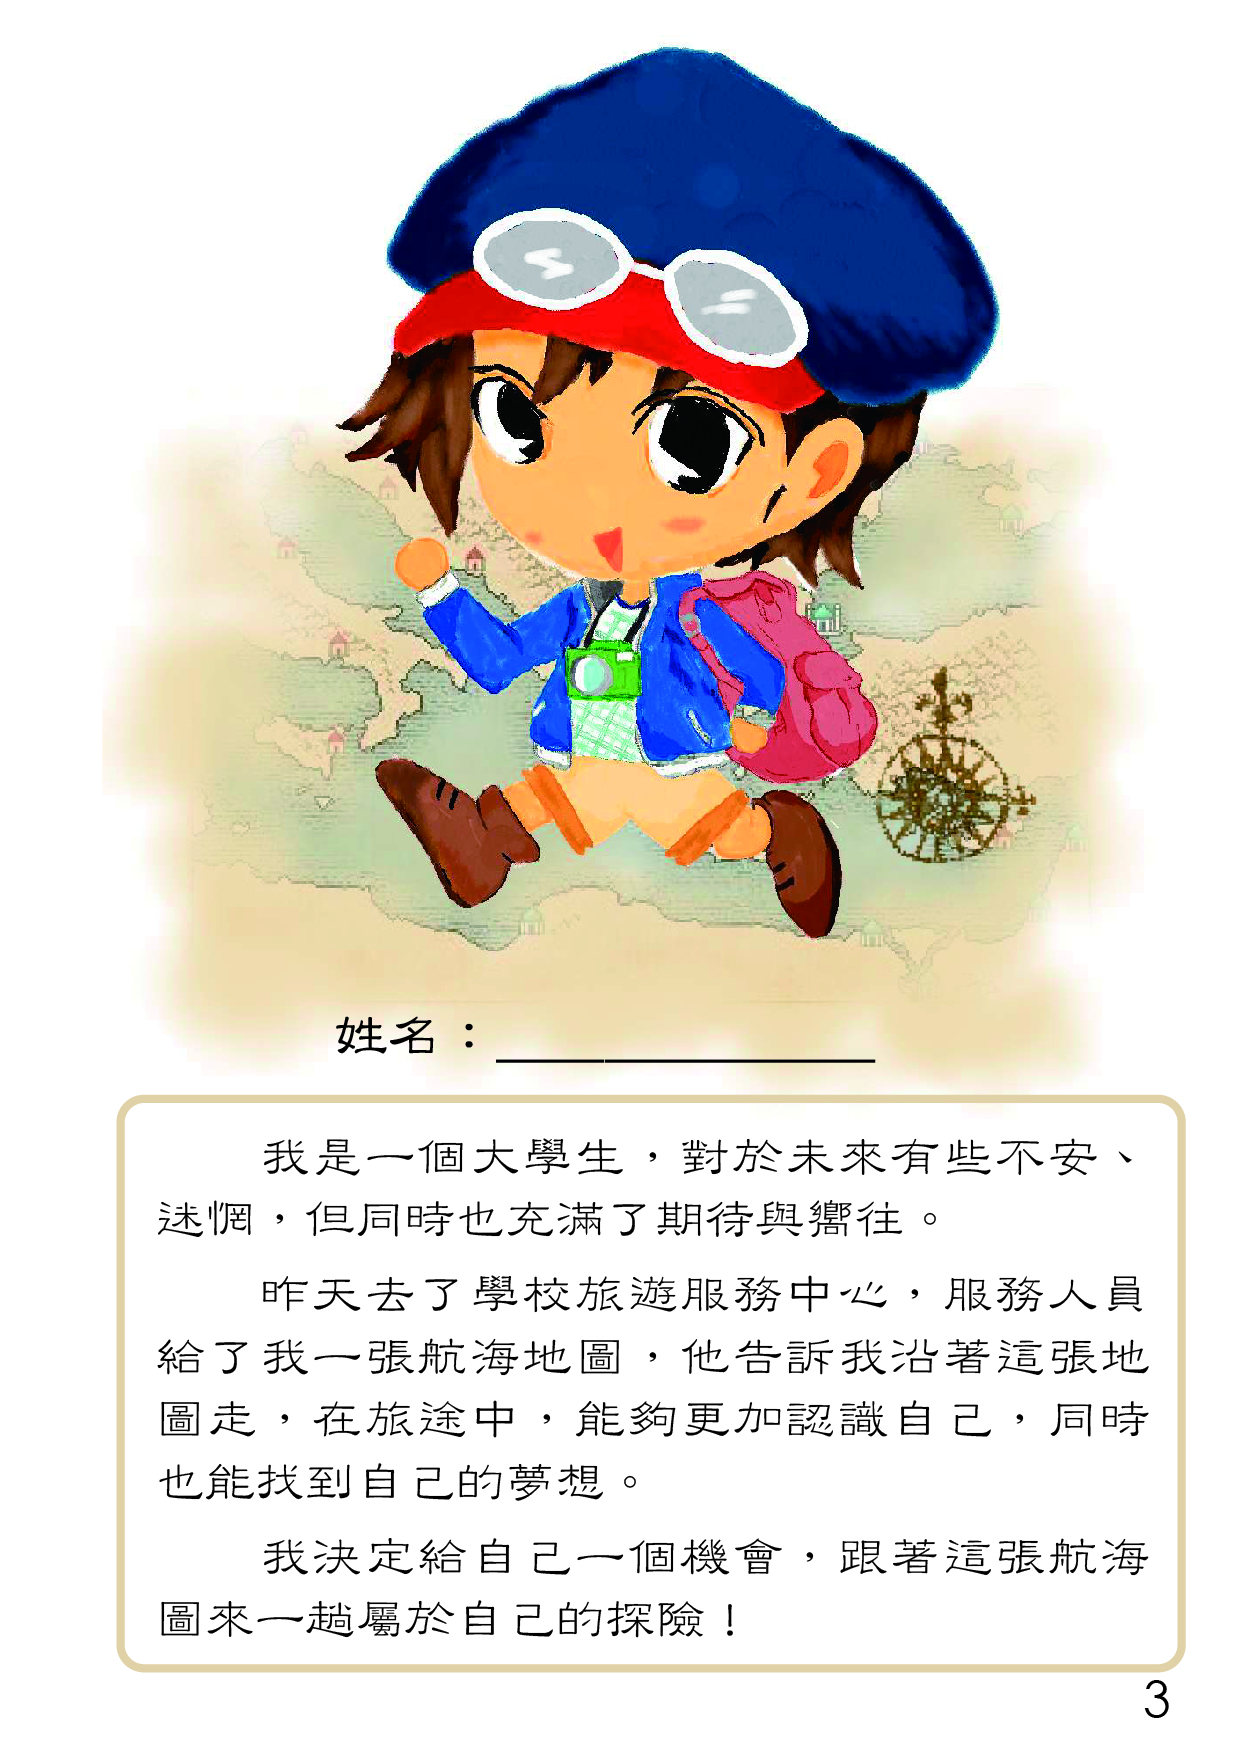 姓名：
我是一個大學生，對於未來有些不安、
迷惘，但同時也充滿了期待與嚮往。
昨天去了學校旅遊服務中心，服務人員
給了我一張航海地圖，他告訴我沿著這張地
圖走，在旅途中，能夠更加認識自己，同時
也能找到自己的夢想。
我決定給自己一個機會，跟著這張航海
圖來一趟屬於自己的探險！
3